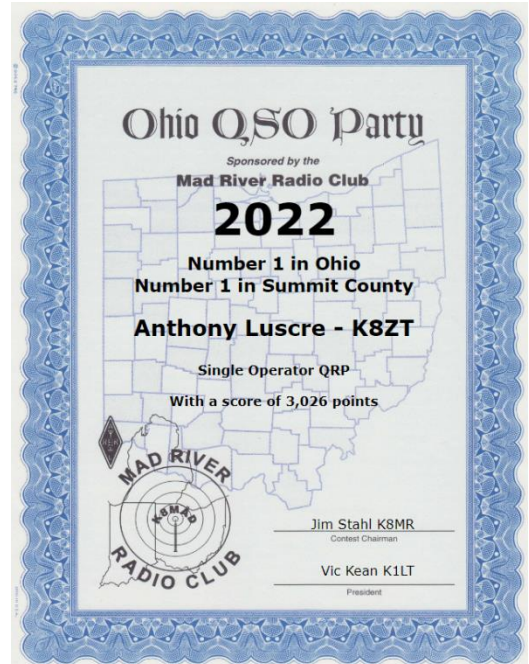 Ohio QSO Party
Sponsored by the
Mad River Radio Club
2022
Number 1 in Ohio
Number 1 in Summit County
Anthony Luscre - K8ZT
Single Operator QRP
With a score of 3,026 points
MAD RIVER
K8MAD
RADIO CLUB
Jim Stahl K8MR
Contest Chairman
Vic Kean K1LT
President